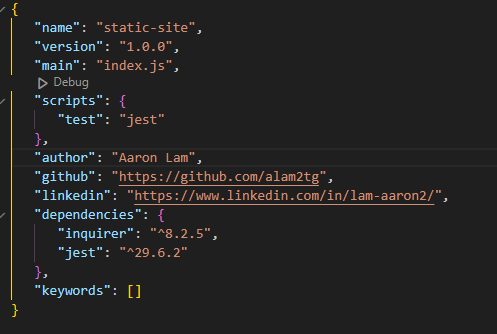 {
"name": "static-site",
"version": "1.0.0",
"main": "index.js",
Debug
"scripts": {
"test": "jest"
},
"author": "Aaron Lam",
"github": "https://github.com/alam2tg",
"linkedin": "https://www.linkedin.com/in/lam-aaron2/",
"dependencies": {
"inquirer": "^8.2.5",
"jest": "^29.6.2"
},
"keywords": []
}